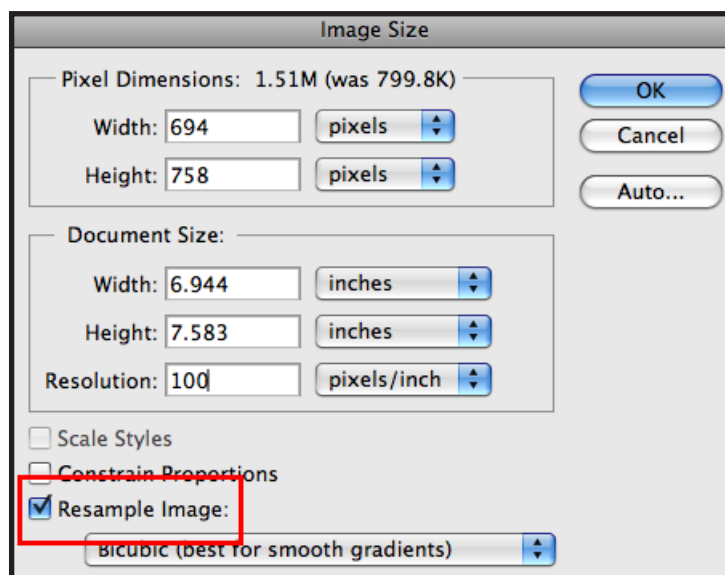 Image Size
Pixel Dimensions: 1.51M (was 799.8K)
OK
Width: 694 pixels
Cancel
Height: 758 pixels
Auto...
Document Size:
Width: 6.944 inches
Height: 7.583 inches
Resolution: 100 pixels/inch
Scale Styles
Constrain Proportions
Resample Image:
Bicubic (best for smooth gradients)